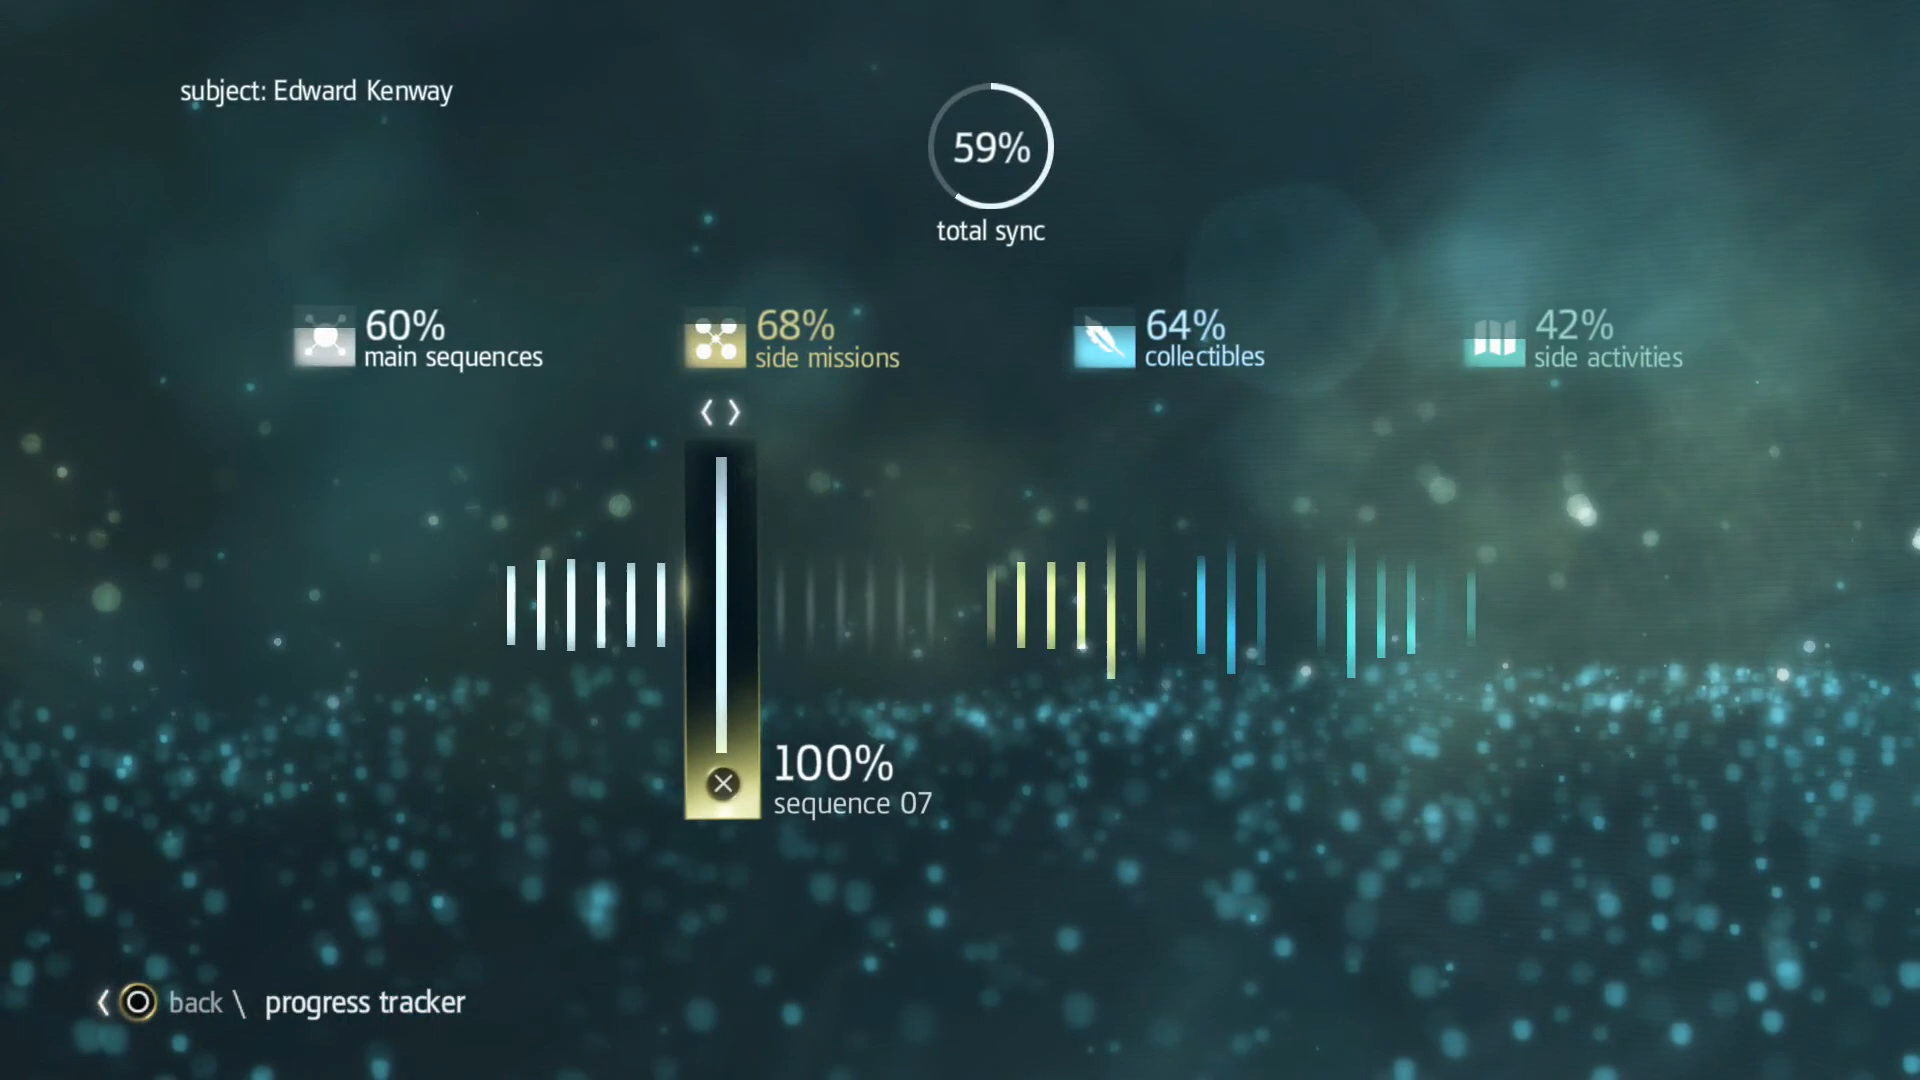 subject: Edward Kenway
59%
total sync
60%
main sequences
68%
side missions
64%
collectibles
42%
side activities
100%
sequence 07
back \ progress tracker